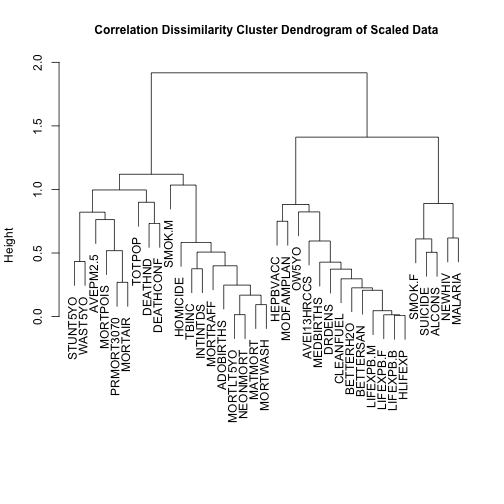 Correlation Dissimilarity Cluster Dendrogram of Scaled Data
Height
2.0
1.5
1.0
0.5
0.0
STUNT5YO
WAST5YO
AVEPM2.5
MORTPOIS
PRMORT3070
MORTAIR
TOTPOP
DEATHND
DEATHCONF
SMOK.M
HOMICIDE
TBINC
INTINTDS
MORTRAFF
ADOBIRTHS
MORTLT5YO
NEONMORT
MATMORT
MORTWASH
HEPBVACC
MODFAMPLAN
OW5YO
AVEI13HRCCS
MEDBIRTHS
DRDENS
CLEANFUEL
BETTERH2O
BETTERSAN
LIFEXPB.M
LIFEXPB.F
LIFEXPB.B
HLIFEXP
SMOK.F
SUICIDE
ALCONS
NEWHIV
MALARIA